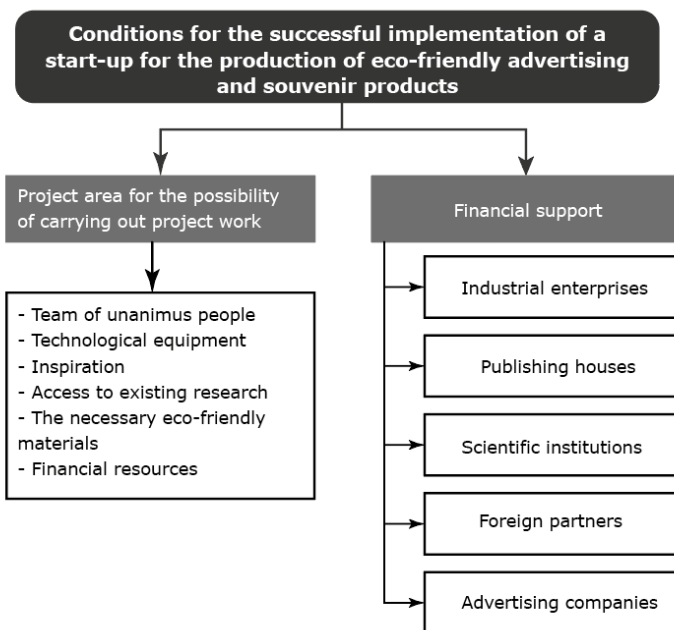 Conditions for the successful implementation of a
start-up for the production of eco-friendly advertising
and souvenir products
Project area for the possibility
of carrying out project work
- Team of unanimus people
- Technological equipment
- Inspiration
- Access to existing research
- The necessary eco-friendly
materials
- Financial resources
Financial support
Industrial enterprises
Publishing houses
Scientific institutions
Foreign partners
Advertising companies